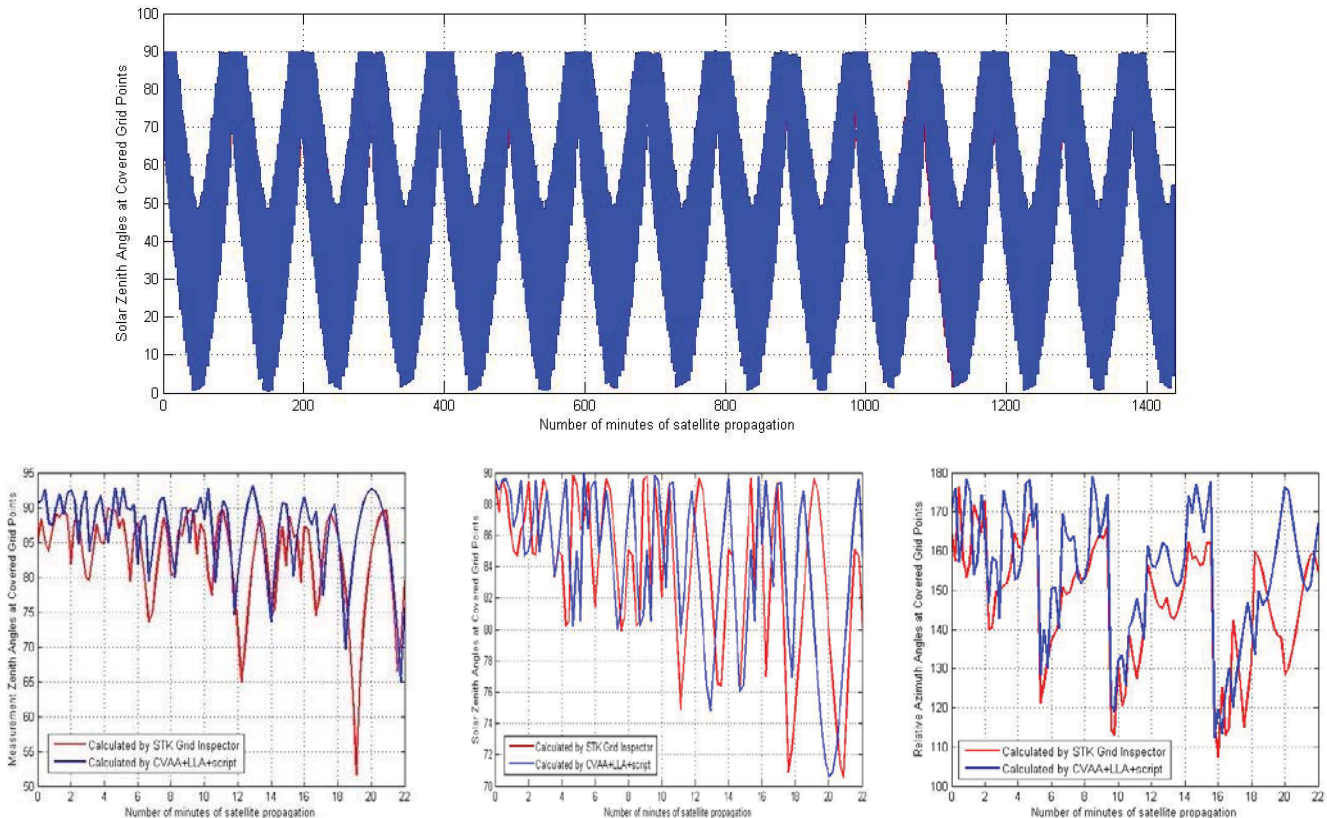 100
90
80
70
60
50
40
30
20
10
0
Solar Zenith Angles at Covered Grid Points
0 200 400 600 800 1000 1200 1400
Number of minutes of satellite propagation
95
90
85
80
75
70
65
60
55
50
Measurement Zenith Angles at Covered Grid Points
Calculated by STK Grid Inspector
Calculated by CVAA+LLA+script
0 2 4 6 8 10 12 14 16 18 20 22
Number of minutes of satellite propagation
90
88
86
84
82
80
78
76
74
72
70
Solar Zenith Angles at Covered Grid Points
Calculated by STK Grid Inspector
Calculated by CVAA+LLA+script
0 2 4 6 8 10 12 14 16 18 20 22
Number of minutes of satellite propagation
180
170
160
150
140
130
120
110
100
Relative Azimuth Angles at Covered Grid Points
Calculated by STK Grid Inspector
Calculated by CVAA+LLA+script
0 2 4 6 8 10 12 14 16 18 20 22
Number of minutes of satellite propagation